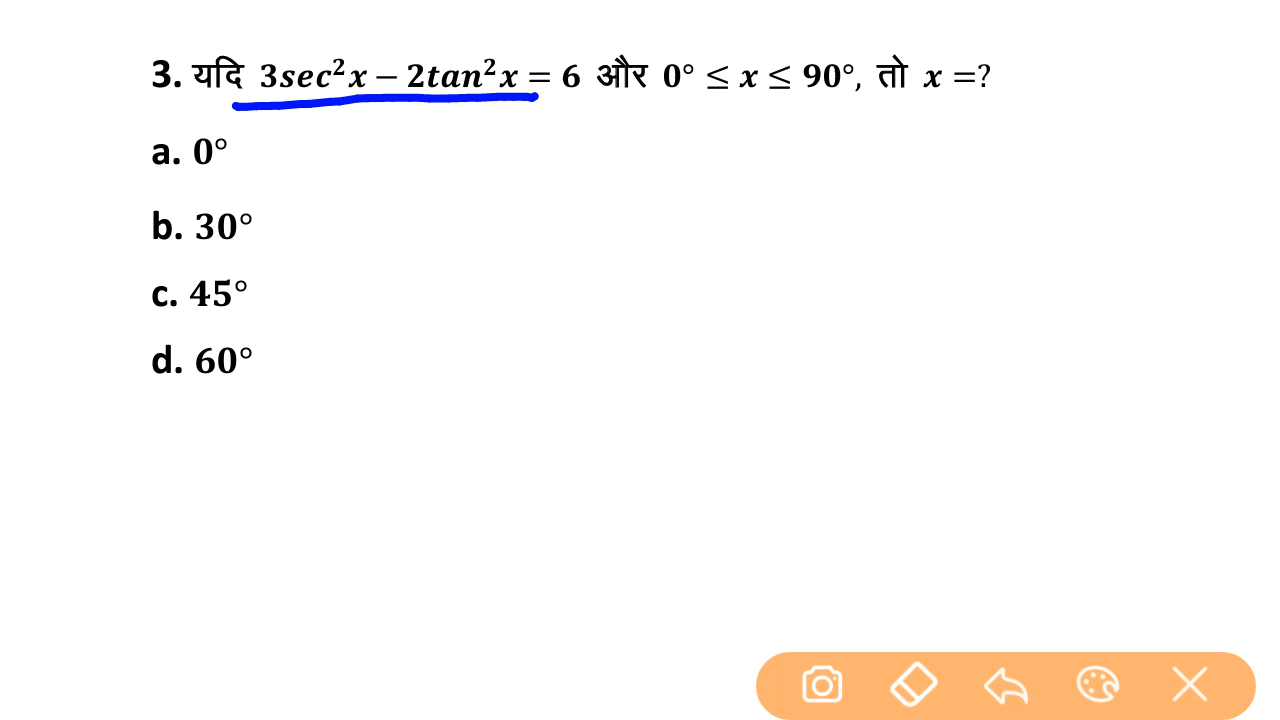 3. यदि 3sec²x − 2tan²x = 6 और 0° ≤ x ≤ 90°, तो x =?
a. 0°
b. 30°
c. 45°
d. 60°